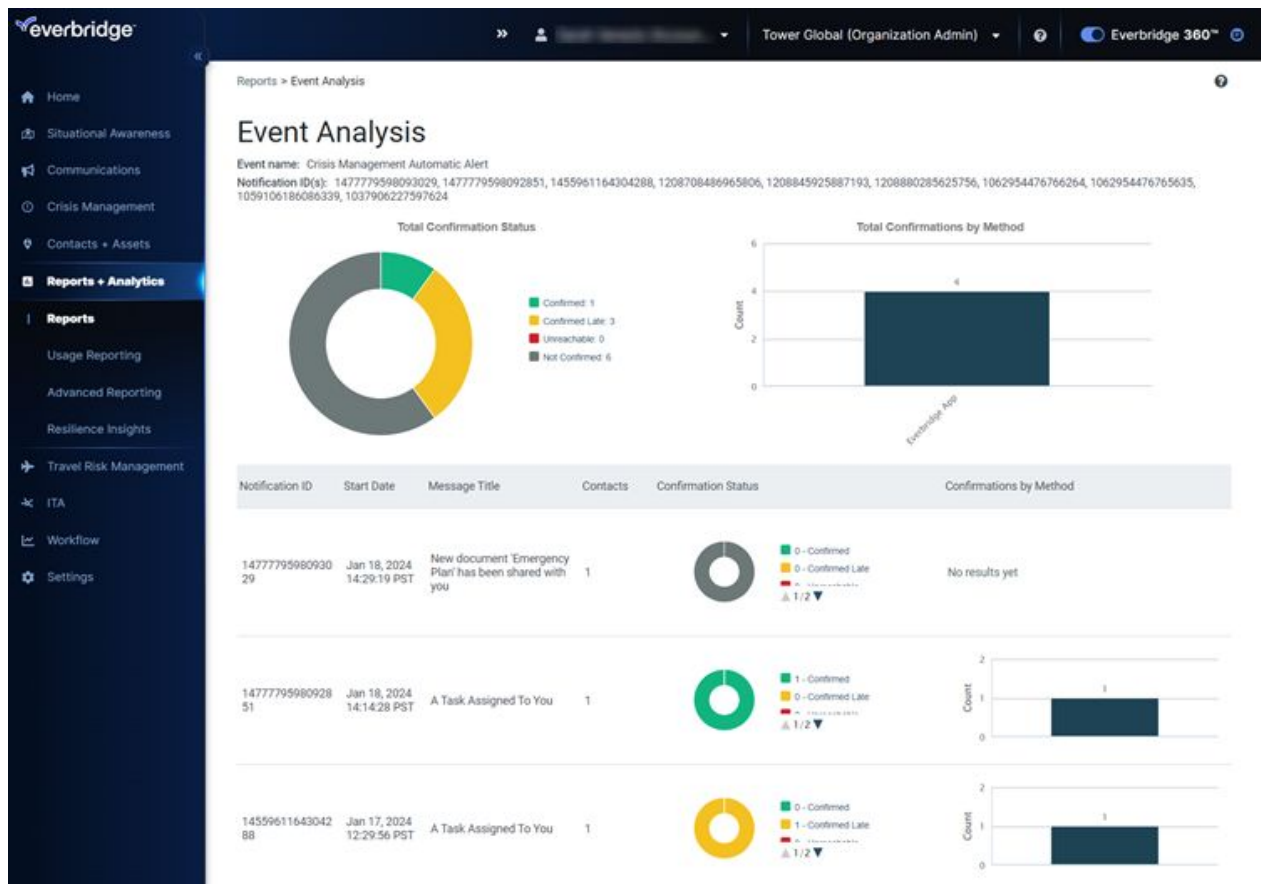 everbridge
»
Tower Global (Organization Admin)
Everbridge 360™
«
Home
Situational Awareness
Communications
Crisis Management
Contacts + Assets
Reports + Analytics
Reports
Usage Reporting
Advanced Reporting
Resilience Insights
Travel Risk Management
ITA
Workflow
Settings
Reports > Event Analysis
Event Analysis
Event name: Crisis Management Automatic Alert
Notification ID(s): 1477779598093029, 1477779598092851, 1455961164304288, 1208708486965806, 1208845925887193, 1208880285625756, 1062954476766264, 1062954476765635,
1059106186086339, 1037906227597624
Total Confirmation Status
Confirmed: 1
Confirmed Late: 3
Unreachable: 0
Not Confirmed: 6
Total Confirmations by Method
6
4
2
0
Count
4
Everbridge App
Notification ID Start Date Message Title Contacts Confirmation Status Confirmations by Method
14777795980930
29
Jan 18, 2024
14:29:19 PST
New document 'Emergency
Plan' has been shared with
you
1
0 - Confirmed
0 - Confirmed Late
1/2
No results yet
14777795980928
51
Jan 18, 2024
14:14:28 PST
A Task Assigned To You
1
1 - Confirmed
0 - Confirmed Late
1/2
2
1
0
Count
1
14559611643042
88
Jan 17, 2024
12:29:56 PST
A Task Assigned To You
1
0 - Confirmed
1 - Confirmed Late
1/2
2
1
0
Count
1